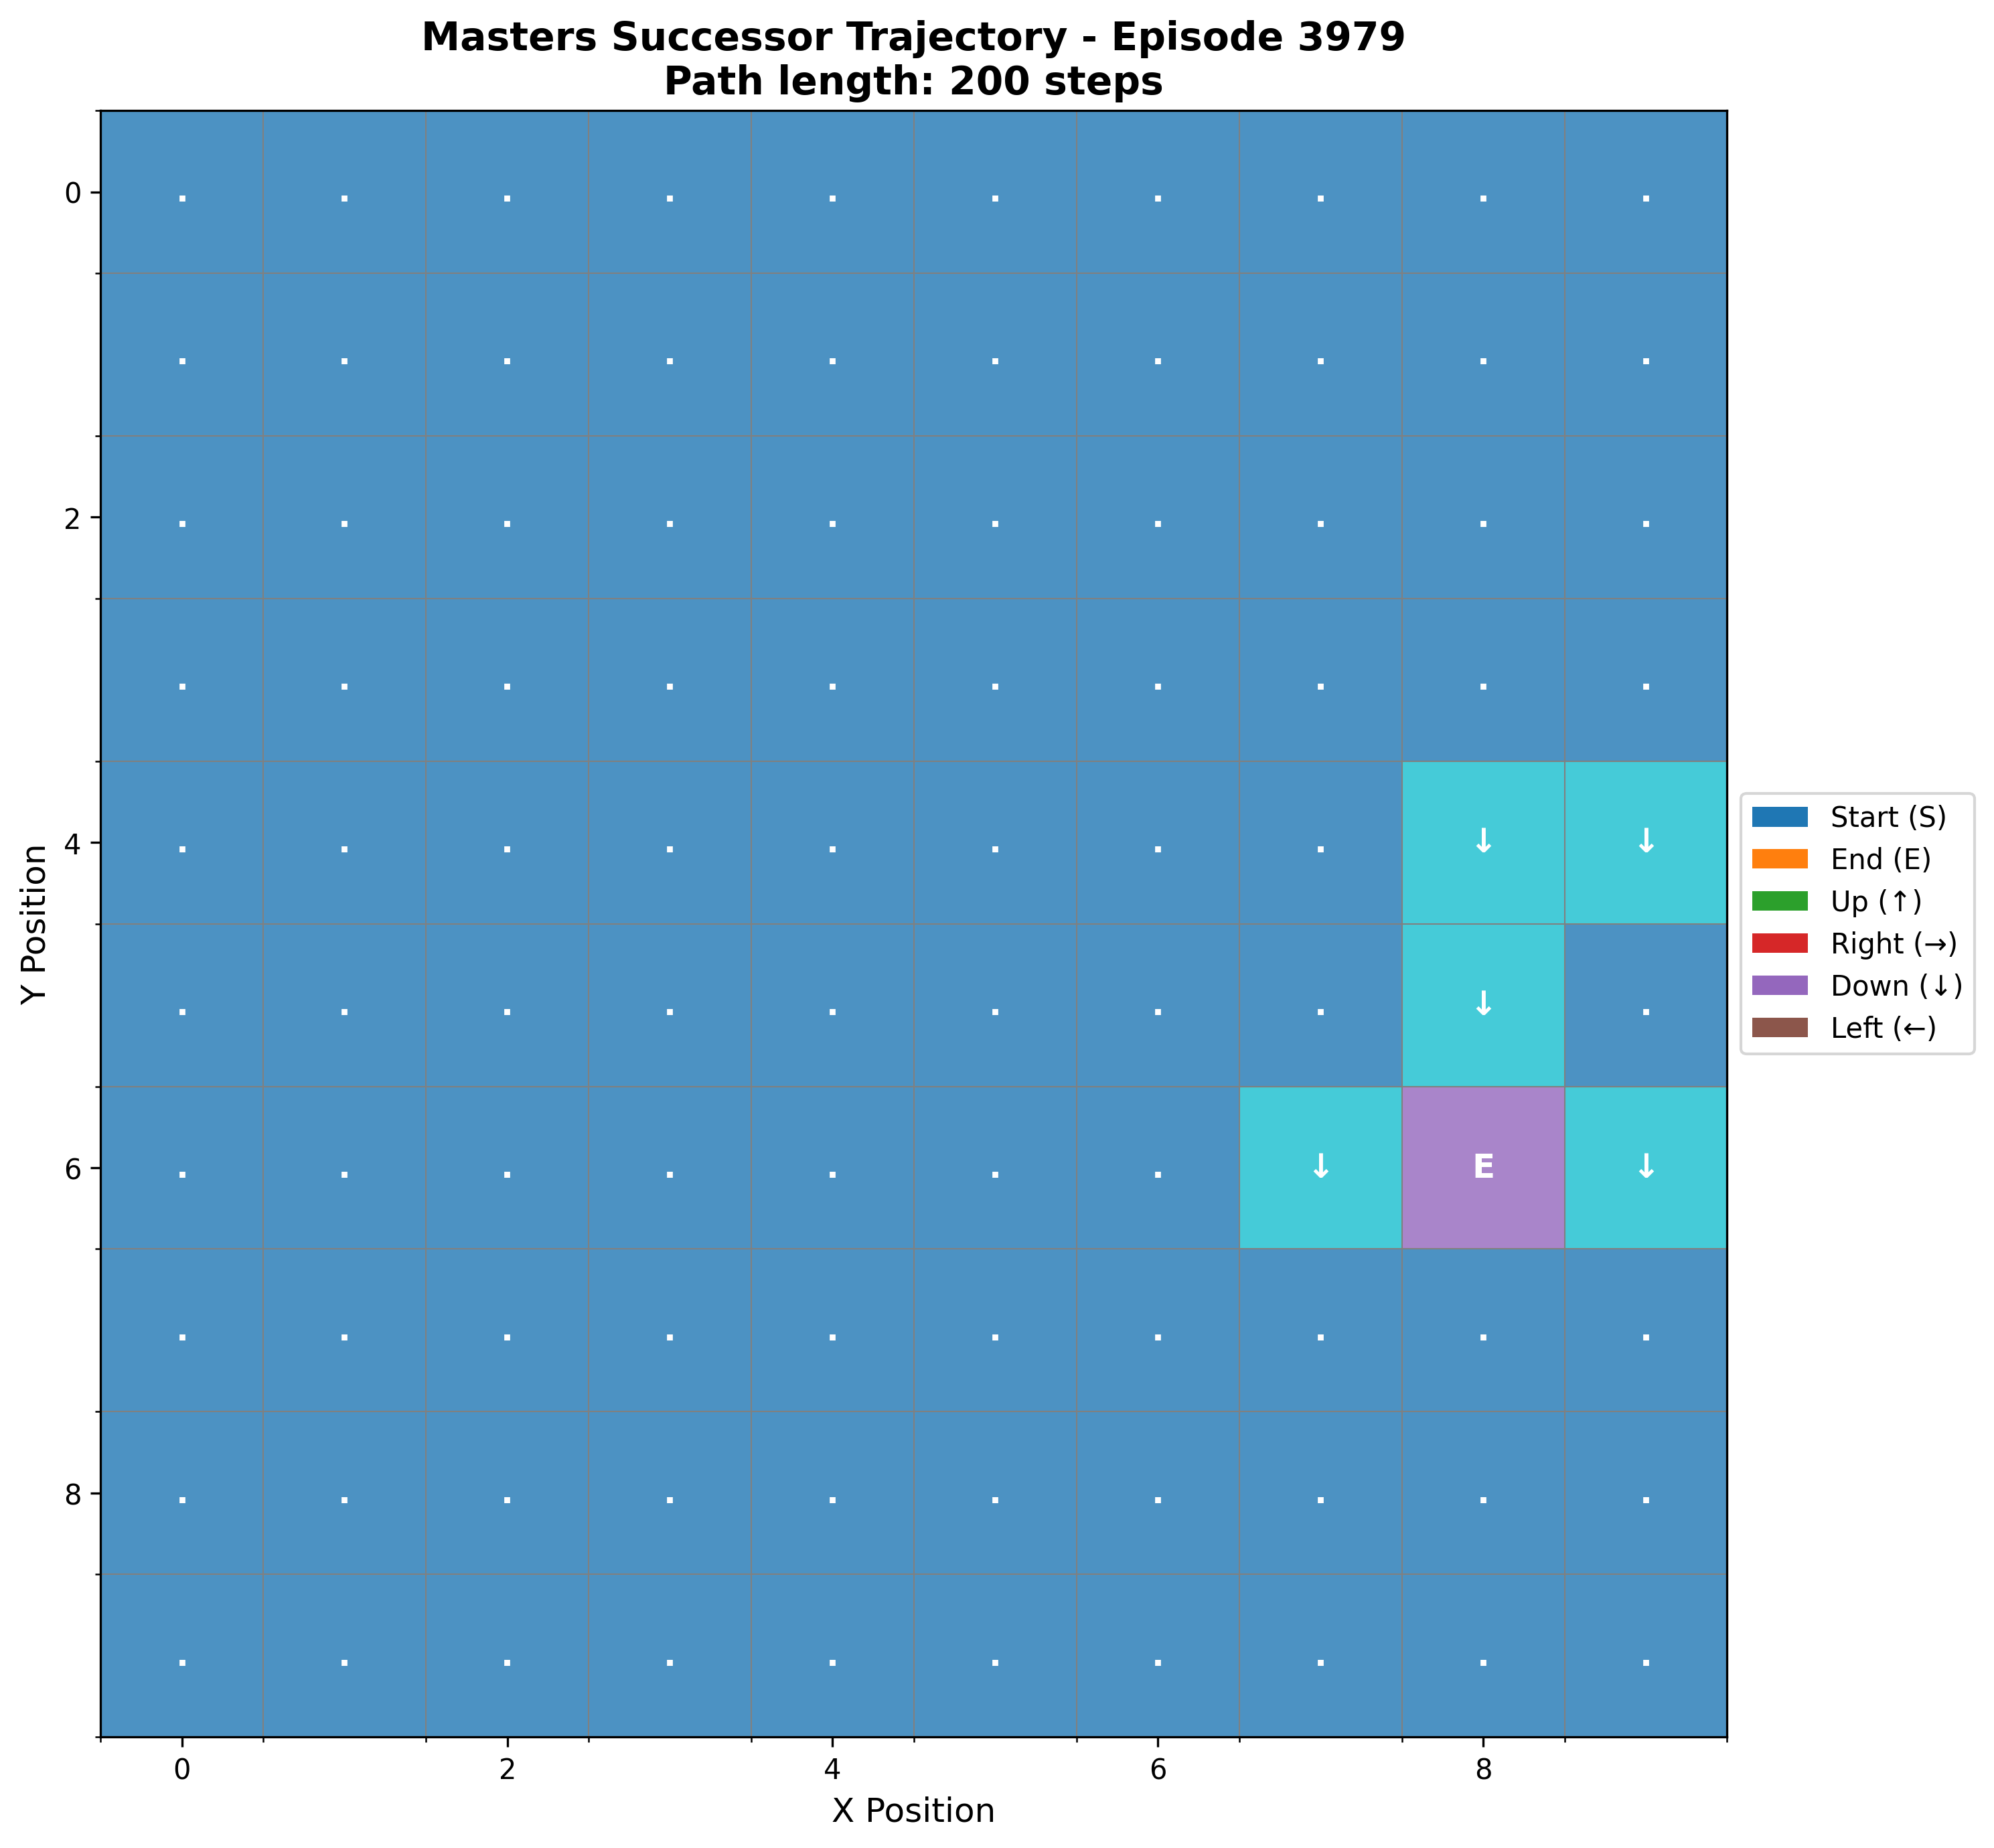 Masters Successor Trajectory - Episode 3979
Path length: 200 steps
0
. . . . . . . . . .
. . . . . . . . . .
2
. . . . . . . . . .
. . . . . . . . . .
4
. . . . . . . . ↓ ↓
. . . . . . . . ↓ .
6
. . . . . . . ↓ E ↓
. . . . . . . . . .
8
. . . . . . . . . .
. . . . . . . . . .
0 2 4 6 8
X Position
Y Position
Start (S)
End (E)
Up (↑)
Right (→)
Down (↓)
Left (←)